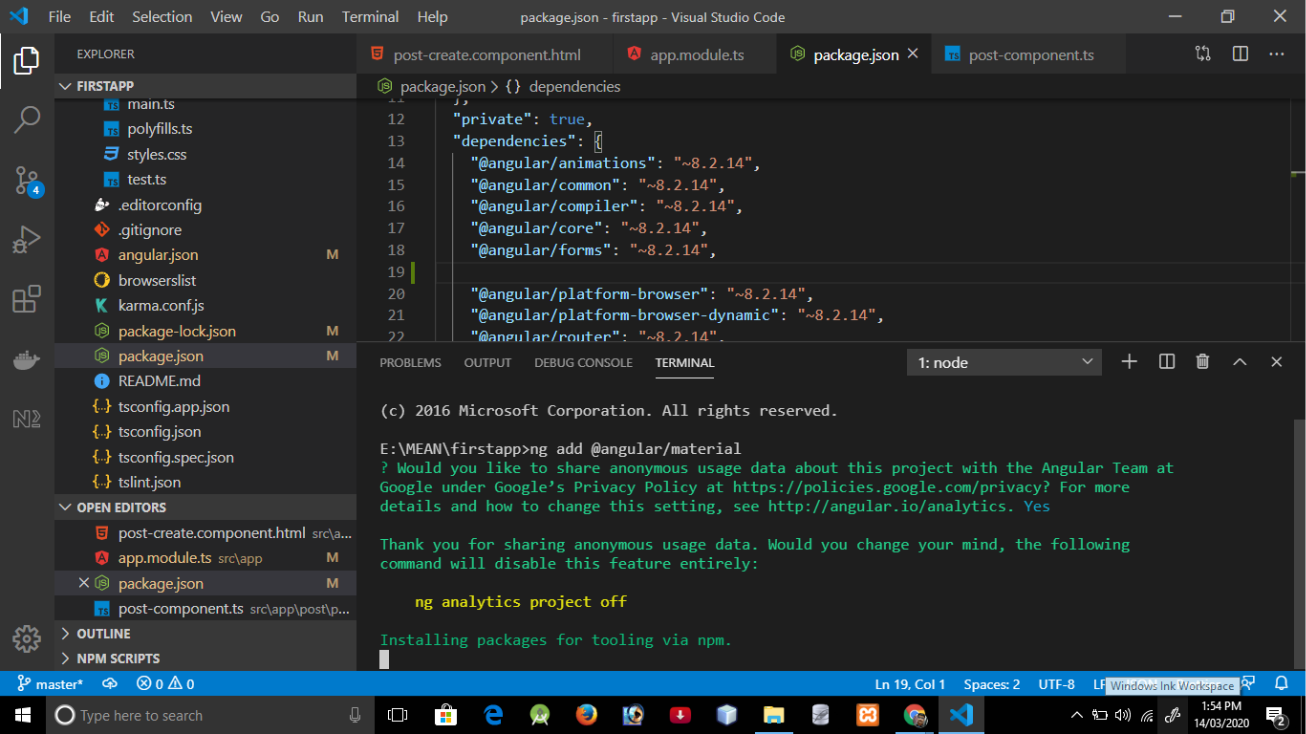 File Edit Selection View Go Run Terminal Help package.json - firstapp - Visual Studio Code
EXPLORER
FIRSTAPP
main.ts
polyfills.ts
styles.css
test.ts
.editorconfig
.gitignore
angular.json M
browserslist
karma.conf.js
package-lock.json M
package.json M
README.md
tsconfig.app.json
tsconfig.json
tsconfig.spec.json
tslint.json
OPEN EDITORS
post-create.component.html src\a...
app.module.ts src\app M
package.json M
post-component.ts src\app\post\p...
OUTLINE
NPM SCRIPTS
4
post-create.component.html app.module.ts package.json post-component.ts
package.json > {} dependencies
11 },
12 "private": true,
13 "dependencies": {
14 "@angular/animations": "~8.2.14",
15 "@angular/common": "~8.2.14",
16 "@angular/compiler": "~8.2.14",
17 "@angular/core": "~8.2.14",
18 "@angular/forms": "~8.2.14",
19
20 "@angular/platform-browser": "~8.2.14",
21 "@angular/platform-browser-dynamic": "~8.2.14",
22 "@angular/router": "~8.2.14",
PROBLEMS OUTPUT DEBUG CONSOLE TERMINAL 1: node
(c) 2016 Microsoft Corporation. All rights reserved.
E:\MEAN\firstapp>ng add @angular/material
? Would you like to share anonymous usage data about this project with the Angular Team at
Google under Google’s Privacy Policy at https://policies.google.com/privacy? For more
details and how to change this setting, see http://angular.io/analytics. Yes
Thank you for sharing anonymous usage data. Would you change your mind, the following
command will disable this feature entirely:
ng analytics project off
Installing packages for tooling via npm.
master* 0 0 Ln 19, Col 1 Spaces: 2 UTF-8 LF
Windows Ink Workspace
Type here to search
1:54 PM
14/03/2020
2